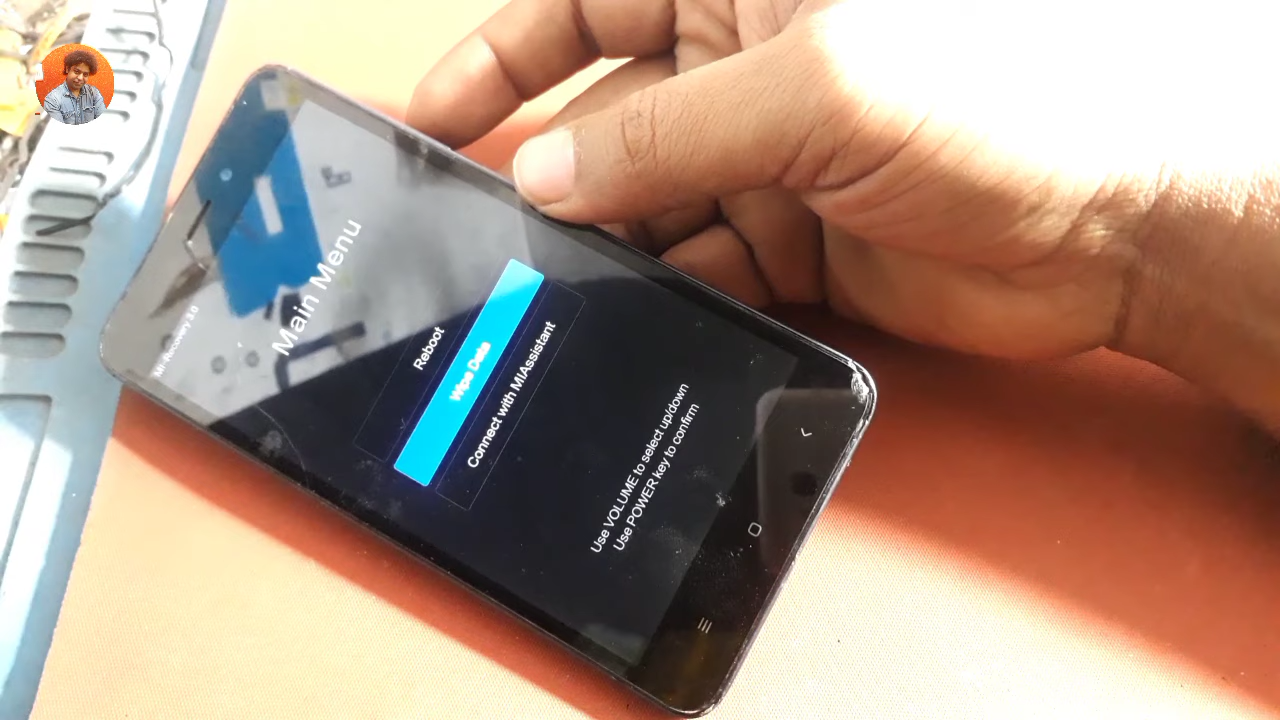 Mi-Recovery 3.0
Main Menu
Reboot
Wipe Data
Connect with MIAssistant
Use VOLUME to select up/down
Use POWER key to confirm